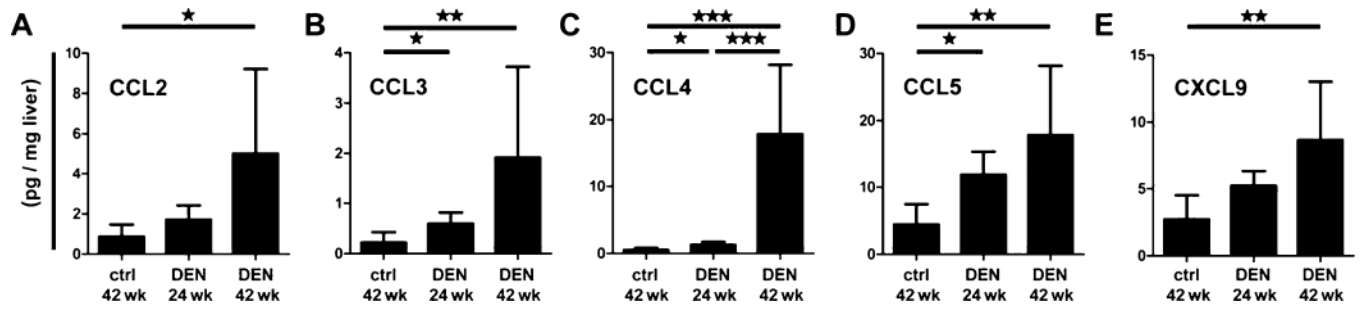 A
★
(pg / mg liver)
10
8
6
4
2
0
CCL2
ctrl
42 wk
DEN
24 wk
DEN
42 wk
B
★★
★
4
3
2
1
0
CCL3
ctrl
42 wk
DEN
24 wk
DEN
42 wk
C
★★★
★
★★★
30
20
10
0
CCL4
ctrl
42 wk
DEN
24 wk
DEN
42 wk
D
★★
★
30
20
10
0
CCL5
ctrl
42 wk
DEN
24 wk
DEN
42 wk
E
★★
15
10
5
0
CXCL9
ctrl
42 wk
DEN
24 wk
DEN
42 wk